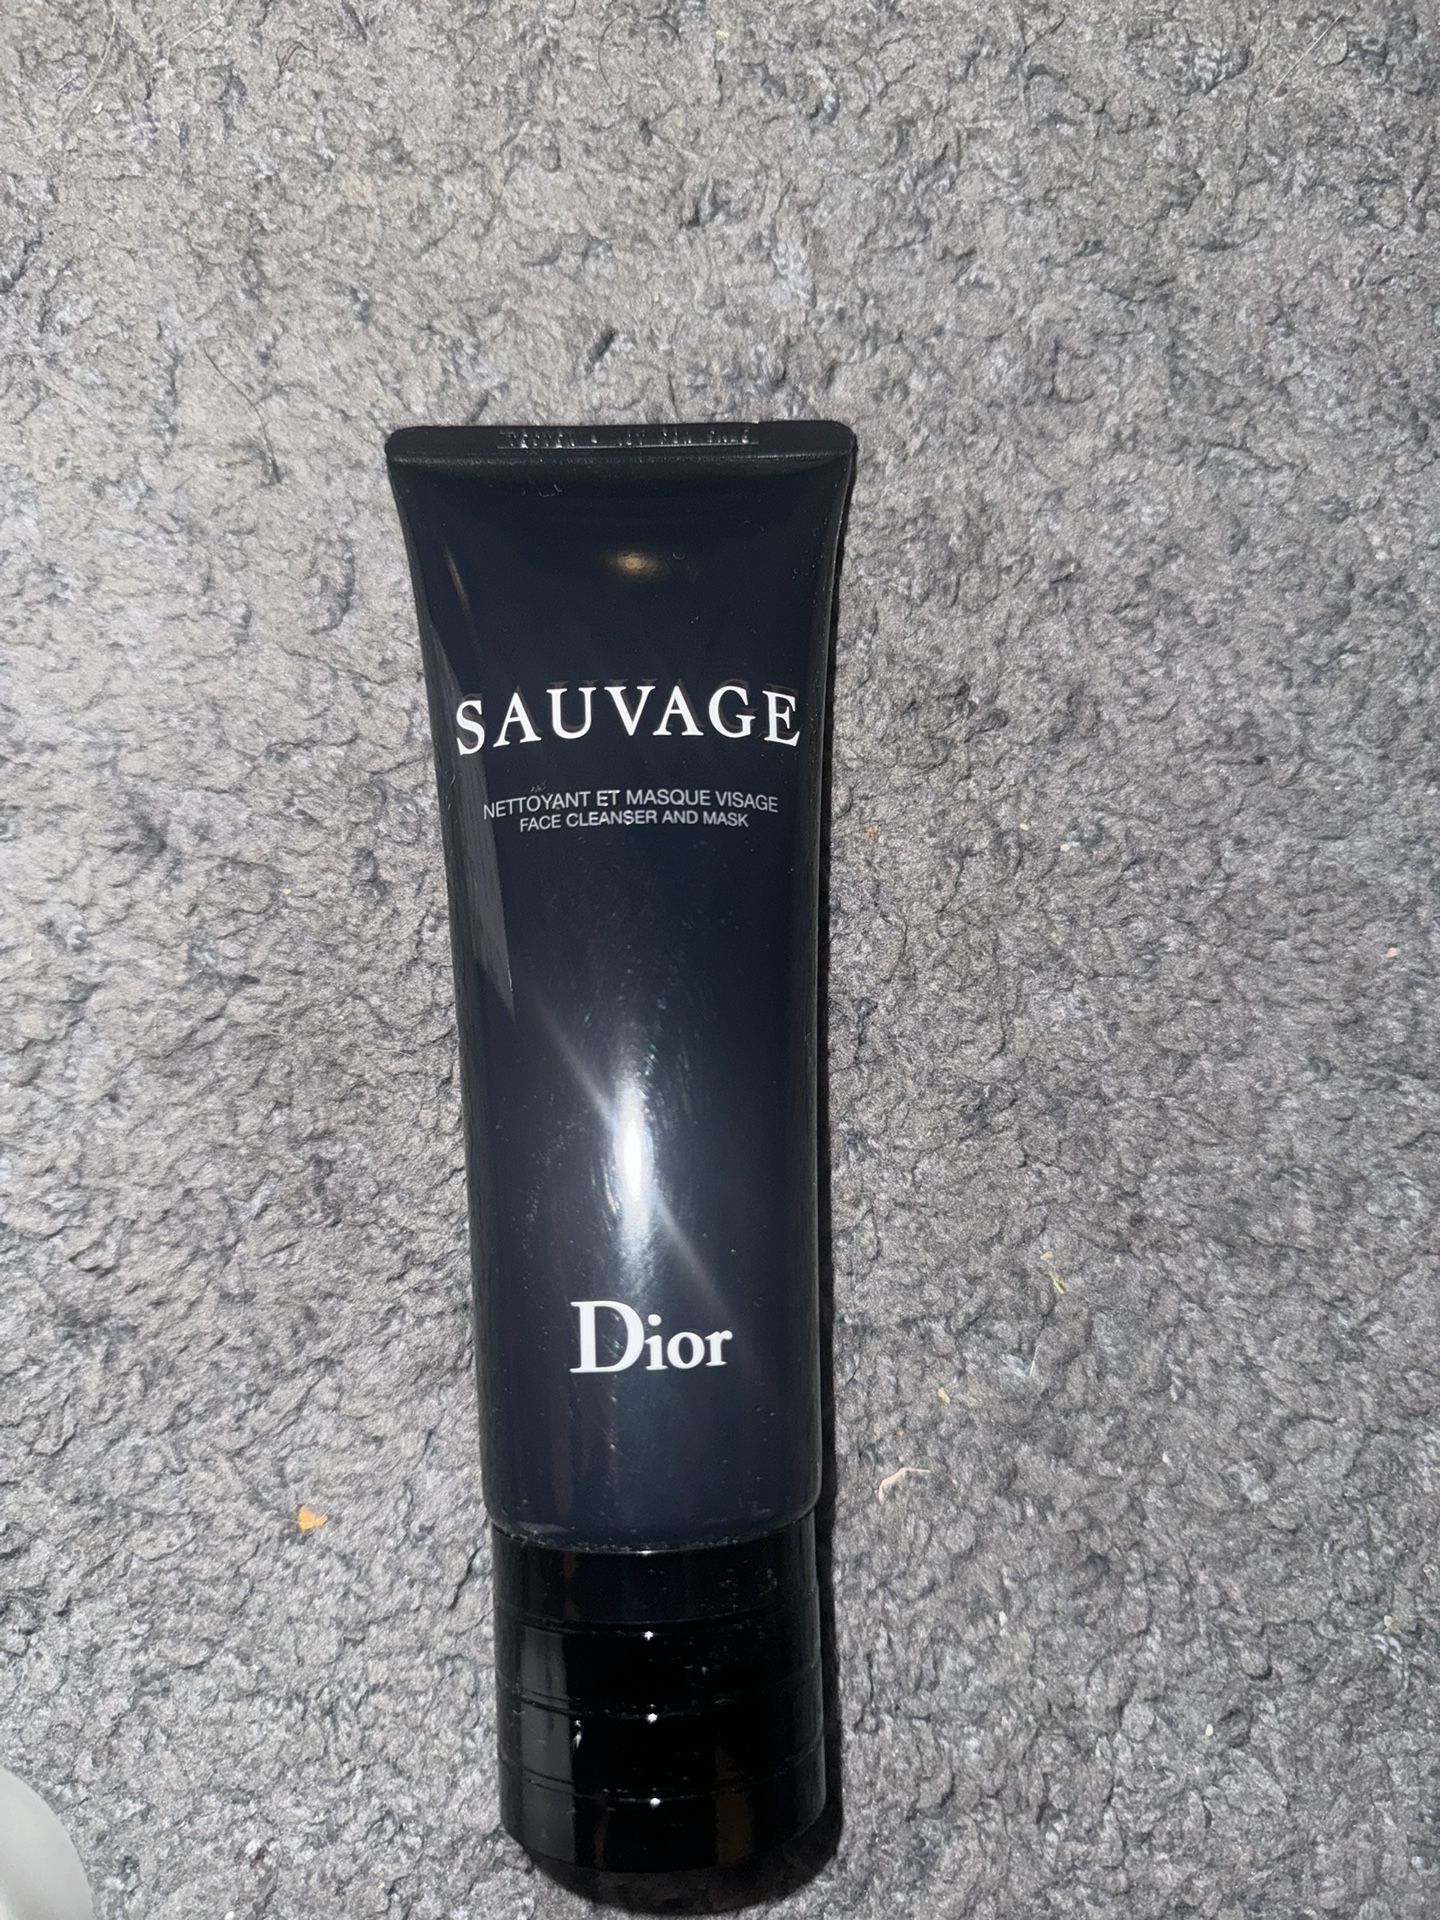 SAUVAGE
NETTOYANT ET MASQUE VISAGE
FACE CLEANSER AND MASK
Dior